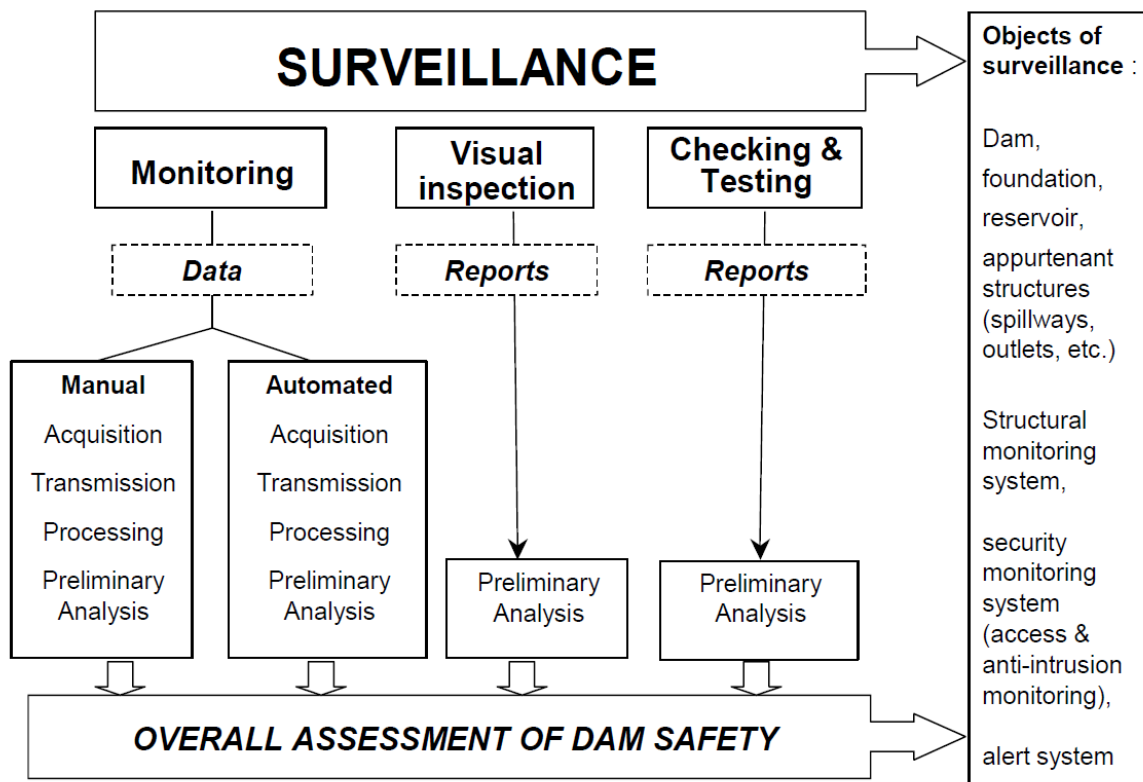 SURVEILLANCE
Monitoring
Visual
inspection
Checking &
Testing
Data
Reports
Reports
Manual
Acquisition
Transmission
Processing
Preliminary
Analysis
Automated
Acquisition
Transmission
Processing
Preliminary
Analysis
Preliminary
Analysis
Preliminary
Analysis
OVERALL ASSESSMENT OF DAM SAFETY
Objects of
surveillance :
Dam,
foundation,
reservoir,
appurtenant
structures
(spillways,
outlets, etc.)
Structural
monitoring
system,
security
monitoring
system
(access &
anti-intrusion
monitoring),
alert system